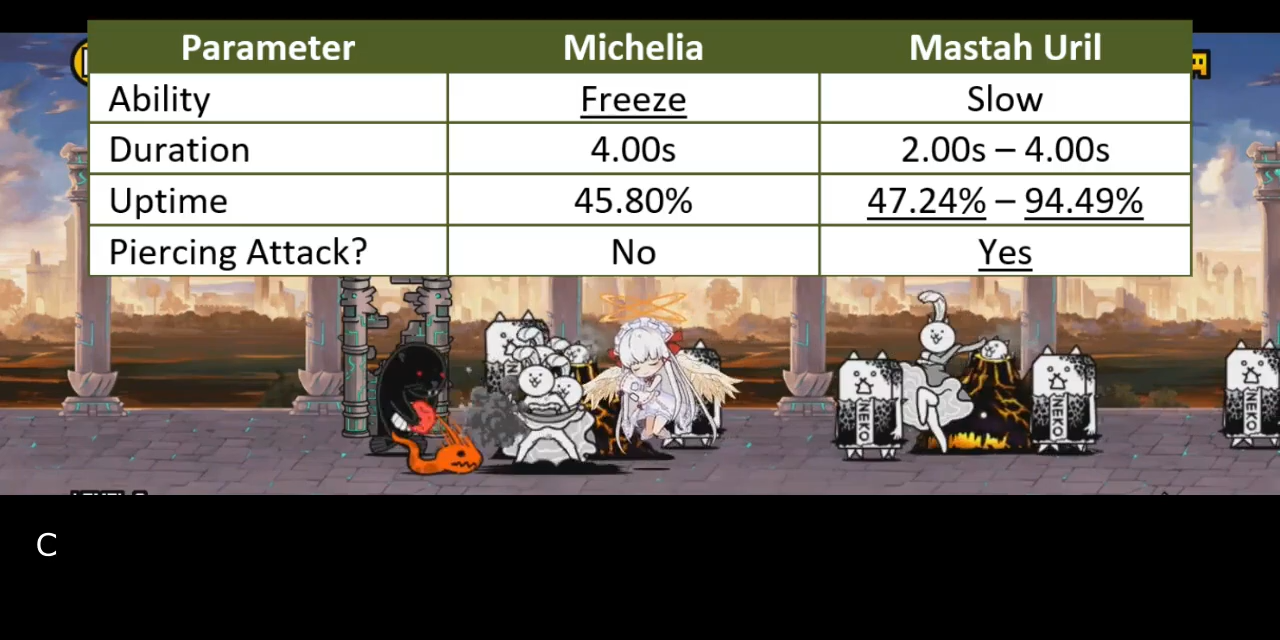 Parameter Michelia Mastah Uril
Ability Freeze Slow
Duration 4.00s 2.00s – 4.00s
Uptime 45.80% 47.24% – 94.49%
Piercing Attack? No Yes
NEKO NEKO NEKO
C